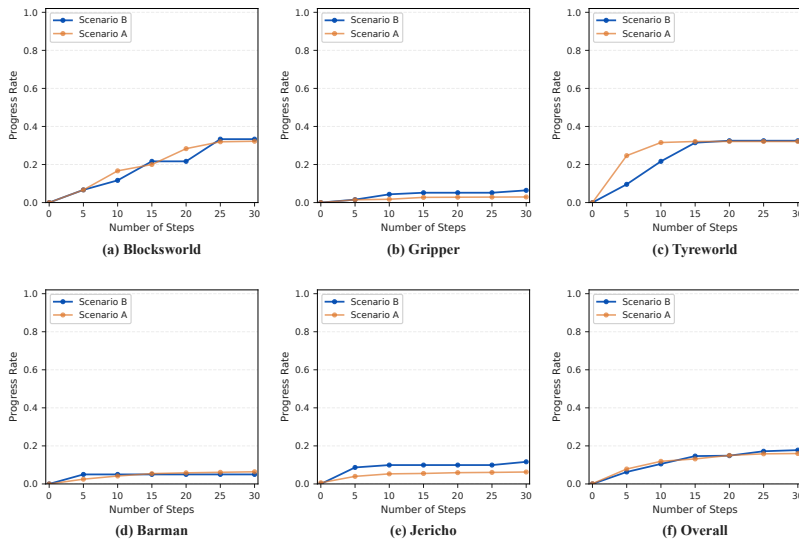 1.0
0.8
0.6
0.4
0.2
0.0
Progress Rate
Scenario B
Scenario A
0 5 10 15 20 25 30
Number of Steps
(a) Blocksworld
1.0
0.8
0.6
0.4
0.2
0.0
Progress Rate
Scenario B
Scenario A
0 5 10 15 20 25 30
Number of Steps
(b) Gripper
1.0
0.8
0.6
0.4
0.2
0.0
Progress Rate
Scenario B
Scenario A
0 5 10 15 20 25 30
Number of Steps
(c) Tyreworld
1.0
0.8
0.6
0.4
0.2
0.0
Progress Rate
Scenario B
Scenario A
0 5 10 15 20 25 30
Number of Steps
(d) Barman
1.0
0.8
0.6
0.4
0.2
0.0
Progress Rate
Scenario B
Scenario A
0 5 10 15 20 25 30
Number of Steps
(e) Jericho
1.0
0.8
0.6
0.4
0.2
0.0
Progress Rate
Scenario B
Scenario A
0 5 10 15 20 25 30
Number of Steps
(f) Overall